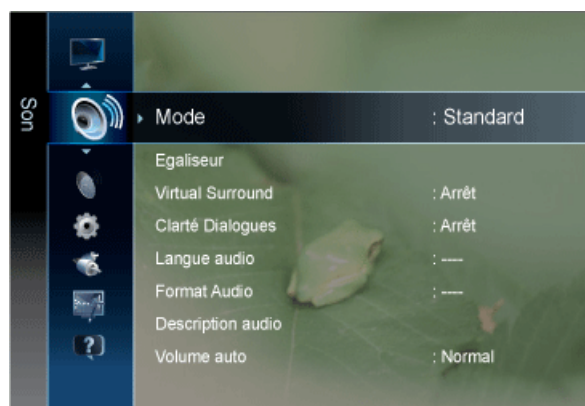 Son
Mode : Standard
Egaliseur
Virtual Surround : Arrêt
Clarté Dialogues : Arrêt
Langue audio : ----
Format Audio : ----
Description audio
Volume auto : Normal
?